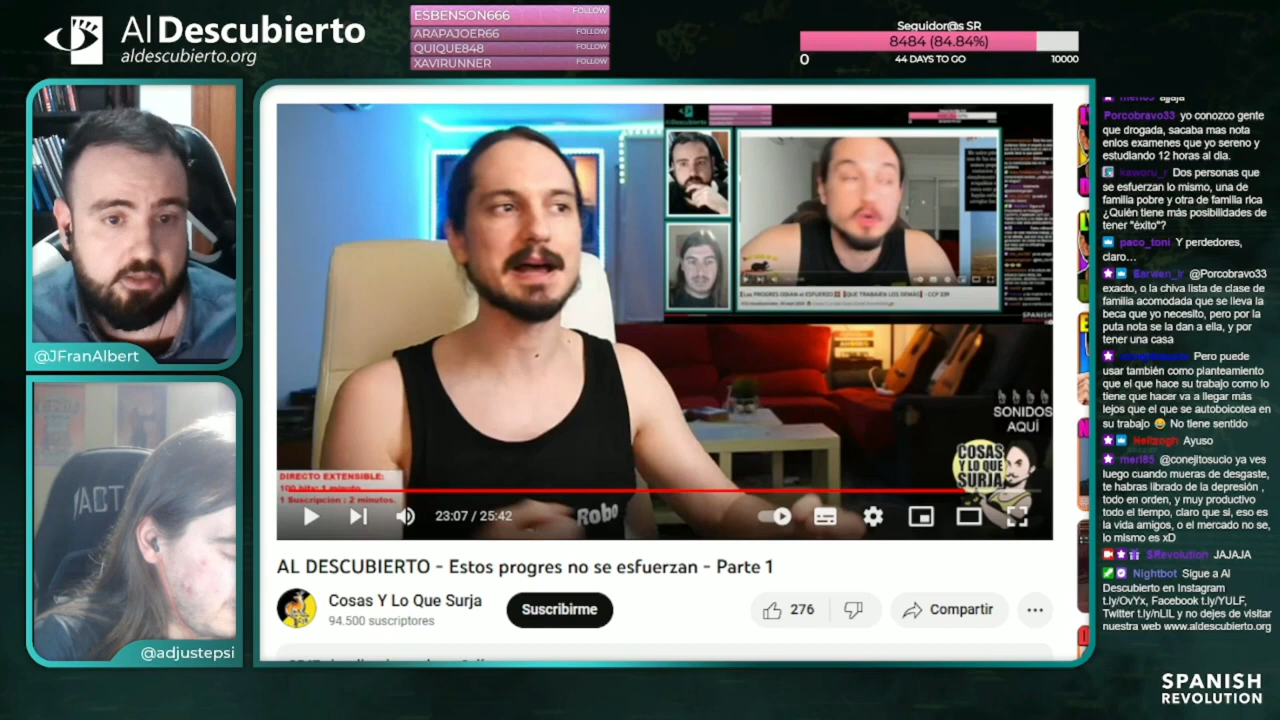 Al Descubierto
aldescubierto.org
ESBENSON666 FOLLOW
ARAPAJOER66 FOLLOW
QUIQUE848 FOLLOW
XAVIRUNNER FOLLOW
Seguidor@s SR
8484 (84.84%)
0 44 DAYS TO GO 10000
@JFranAlbert
@adjustepsi
SONIDOS
AQUÍ
COSAS
Y LO QUE
SURJA
DIRECTO EXTENSIBLE:
100 bits: 1 minuto
1 Suscripción : 2 minutos.
Robo
23:07 / 25:42
SPANISH
AL DESCUBIERTO - Estos progres no se esfuerzan - Parte 1
Cosas Y Lo Que Surja
94.500 suscriptores
Suscribirme
276
Compartir
Porcobravo33 yo conozco gente
que drogada, sacaba mas nota
enlos examenes que yo sereno y
estudiando 12 horas al dia.
kaworu_r Dos personas que
se esfuerzan lo mismo, una de
familia pobre y otra de familia rica
¿Quién tiene más posibilidades de
tener "éxito"?
paco_toni Y perdedores,
claro…
Earwen_ir @Porcobravo33
exacto, o la chiva lista de clase de
familia acomodada que se lleva la
beca que yo necesito, pero por la
puta nota se la dan a ella, y por
tener una casa
Pero puede
usar también como planteamiento
que el que hace su trabajo como lo
tiene que hacer va a llegar más
lejos que el que se autoboicotea en
su trabajo 😅 No tiene sentido
Ayuso
meri85 @conejitosucio ya ves
luego cuando mueras de desgaste,
te habras librado de la depresión ,
todo en orden, y muy productivo
todo el tiempo, claro que si, eso es
la vida amigos, o el mercado no se,
lo mismo es xD
SRevolution JAJAJA
Nightbot Sigue a Al
Descubierto en Instagram
t.ly/OvYx, Facebook t.ly/YULF,
Twitter t.ly/nLIL y no dejes de visitar
nuestra web www.aldescubierto.org
SPANISH
REVOLUTION